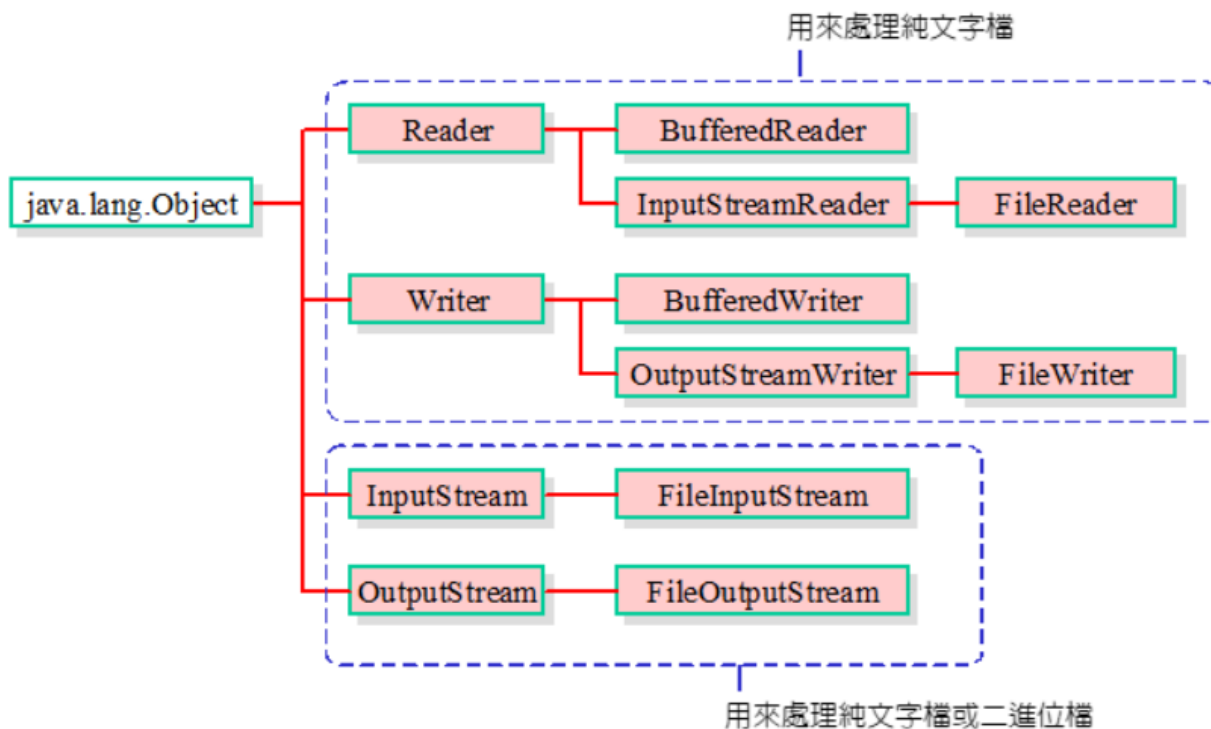 用來處理純文字檔
Reader
BufferedReader
java.lang.Object
InputStreamReader
FileReader
Writer
BufferedWriter
OutputStreamWriter
FileWriter
InputStream
FileInputStream
OutputStream
FileOutputStream
用來處理純文字檔或二進位檔